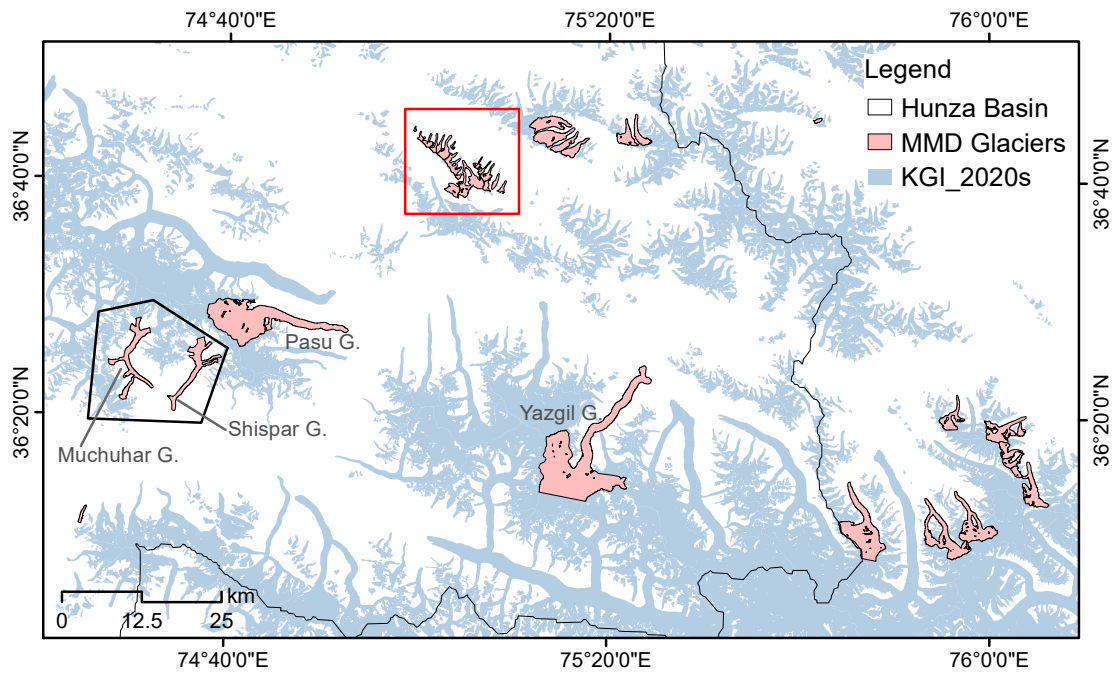 74°40'0"E
75°20'0"E
76°0'0"E
Legend
Hunza Basin
MMD Glaciers
KGI_2020s
36°40'0"N
36°40'0"N
Pasu G.
36°20'0"N
Yazgil G.
36°20'0"N
Shispar G.
Muchuhar G.
km
0 12.5 25
74°40'0"E
75°20'0"E
76°0'0"E